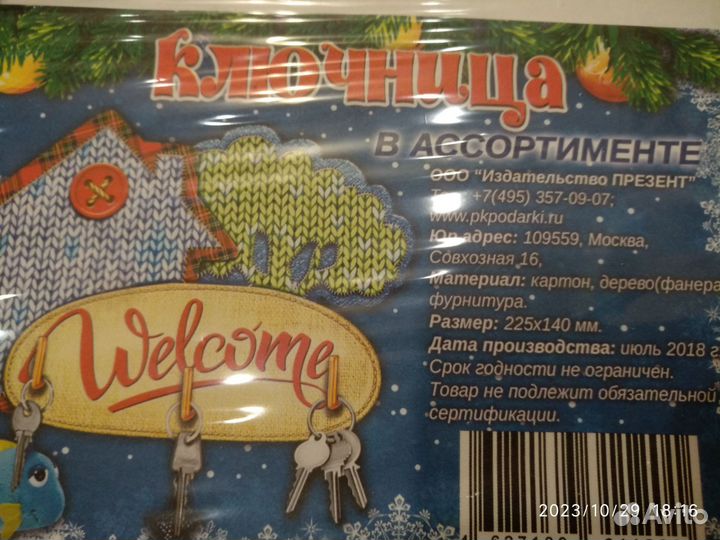 Ключница
В АССОРТИМЕНТЕ
ООО "Издательство ПРЕЗЕНТ"
+7(495) 357-09-07;
www.pkpodarki.ru
Юр адрес: 109559, Москва,
Совхозная 16,
Материал: картон, дерево(фанера
фурнитура.
Размер: 225х140 мм.
Дата производства: июль 2018 г
Срок годности не ограничен.
Товар не подлежит обязательной
сертификации.
Welcome
2023/10/29 18:16
Avito